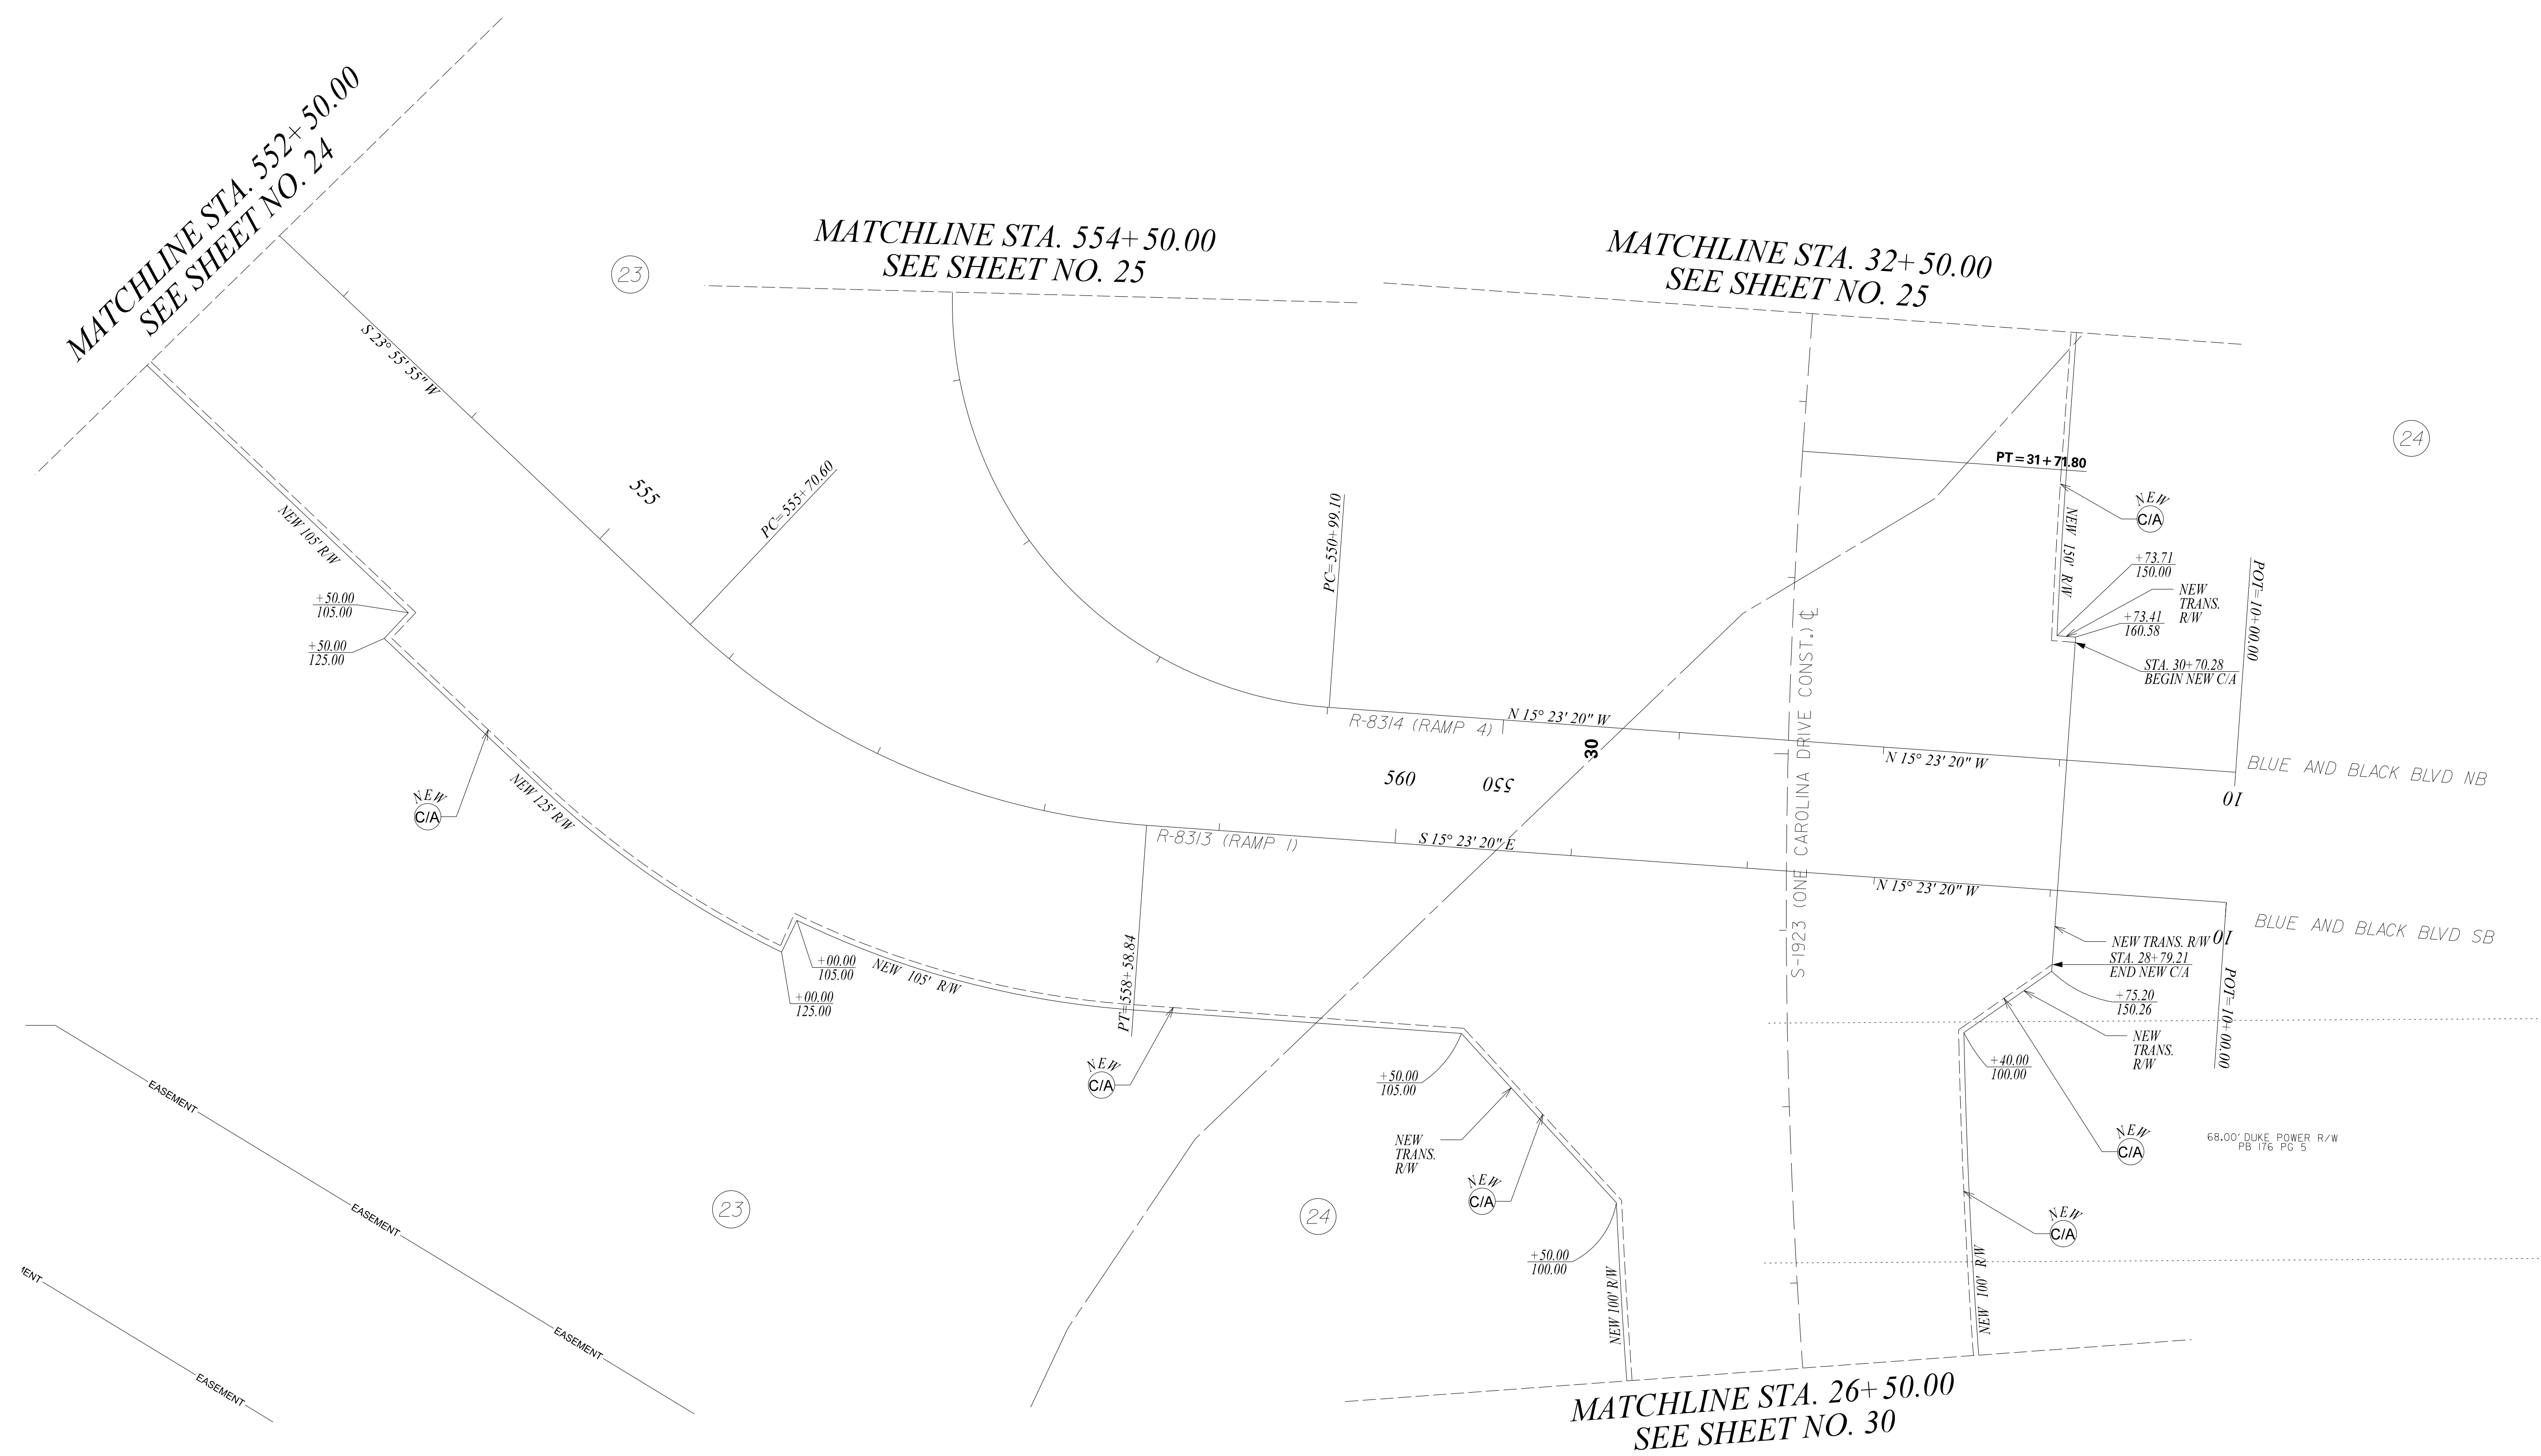 MATCHLINE STA. 552+50.00
SEE SHEET NO. 24
MATCHLINE STA. 554+50.00
SEE SHEET NO. 25
MATCHLINE STA. 32+50.00
SEE SHEET NO. 25
23
S 23° 55' 55" W
24
PT=31+71.80
NEW
C/A
555
PC=555+70.60
PC=550+99.10
NEW 105' R/W
NEW 150' R/W
+73.71
150.00
NEW
TRANS.
R/W
+73.41
160.58
POT=10+00.00
STA. 30+70.28
BEGIN NEW C/A
+50.00
105.00
+50.00
125.00
R-8314 (RAMP 4)
N 15° 23' 20" W
30
N 15° 23' 20" W
BLUE AND BLACK BLVD NB
10
560
550
S-1923 (ONE CAROLINA DRIVE CONST.) ℄
NEW
C/A
NEW 125' R/W
R-8313 (RAMP 1)
S 15° 23' 20" E
N 15° 23' 20" W
BLUE AND BLACK BLVD SB
10
NEW TRANS. R/W
STA. 28+79.21
END NEW C/A
+75.20
150.26
POT=10+00.00
+00.00
105.00
+00.00
125.00
NEW 105' R/W
PT=558+58.84
NEW
C/A
NEW
TRANS.
R/W
+40.00
100.00
+50.00
105.00
NEW
TRANS.
R/W
NEW
C/A
NEW
C/A
68.00' DUKE POWER R/W
PB 176 PG 5
NEW
C/A
EASEMENT
EASEMENT
EASEMENT
23
24
+50.00
100.00
NEW 100' R/W
NEW 100' R/W
MENT
EASEMENT
MATCHLINE STA. 26+50.00
SEE SHEET NO. 30